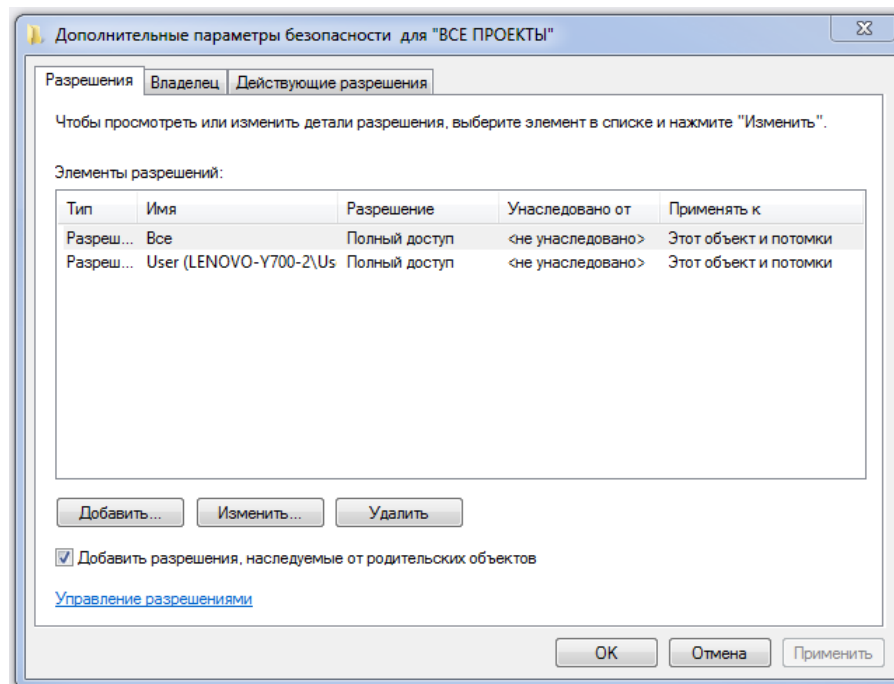 Дополнительные параметры безопасности для "ВСЕ ПРОЕКТЫ"
Разрешения Владелец Действующие разрешения
Чтобы просмотреть или изменить детали разрешения, выберите элемент в списке и нажмите "Изменить".
Элементы разрешений:
Тип Имя Разрешение Унаследовано от Применять к
Разреш... Все Полный доступ <не унаследовано> Этот объект и потомки
Разреш... User (LENOVO-Y700-2\Us Полный доступ <не унаследовано> Этот объект и потомки
Добавить... Изменить... Удалить
Добавить разрешения, наследуемые от родительских объектов
Управление разрешениями
OK Отмена Применить